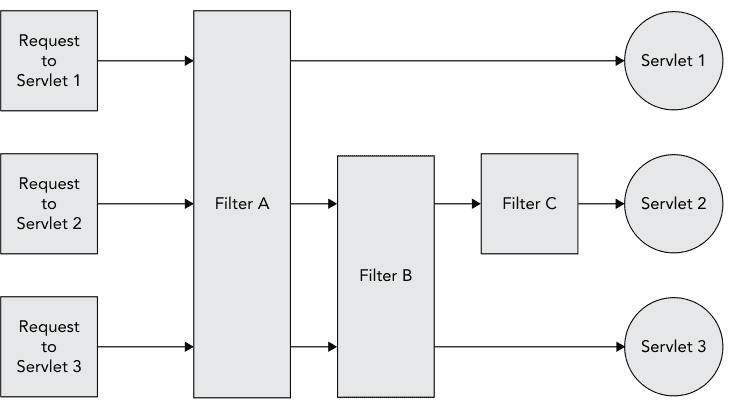 Request
to
Servlet 1
Servlet 1
Request
to
Servlet 2
Filter A
Filter C
Servlet 2
Filter B
Request
to
Servlet 3
Servlet 3